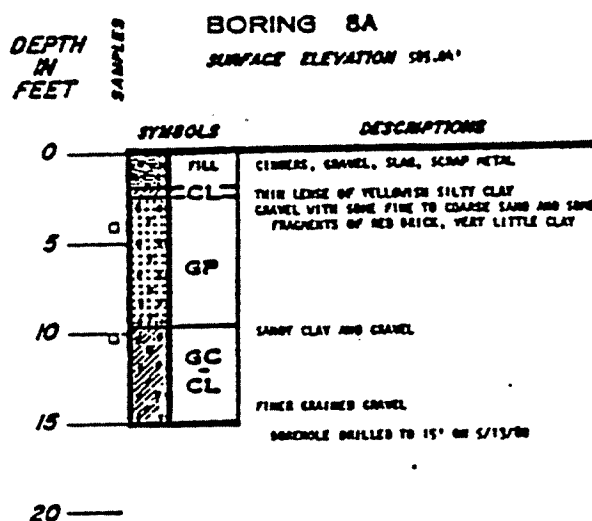 BORING 8A
SURFACE ELEVATION
DEPTH IN FEET
SAMPLES
SYMBOLS
DESCRIPTIONS
0
FILL
CINDERS, GRAVEL, SLAG, SCRAP METAL
CL
THIN LENSE OF YELLOWISH SILTY CLAY
GRAVEL WITH SOME FINE TO COARSE SAND AND SOME
FRAGMENTS OF RED BRICK, VERY LITTLE CLAY
5
GP
10
SANDY CLAY AND GRAVEL
GC
-
CL
FINER GRAINED GRAVEL
15
BOREHOLE DRILLED TO 15' ON 5/13/80
20